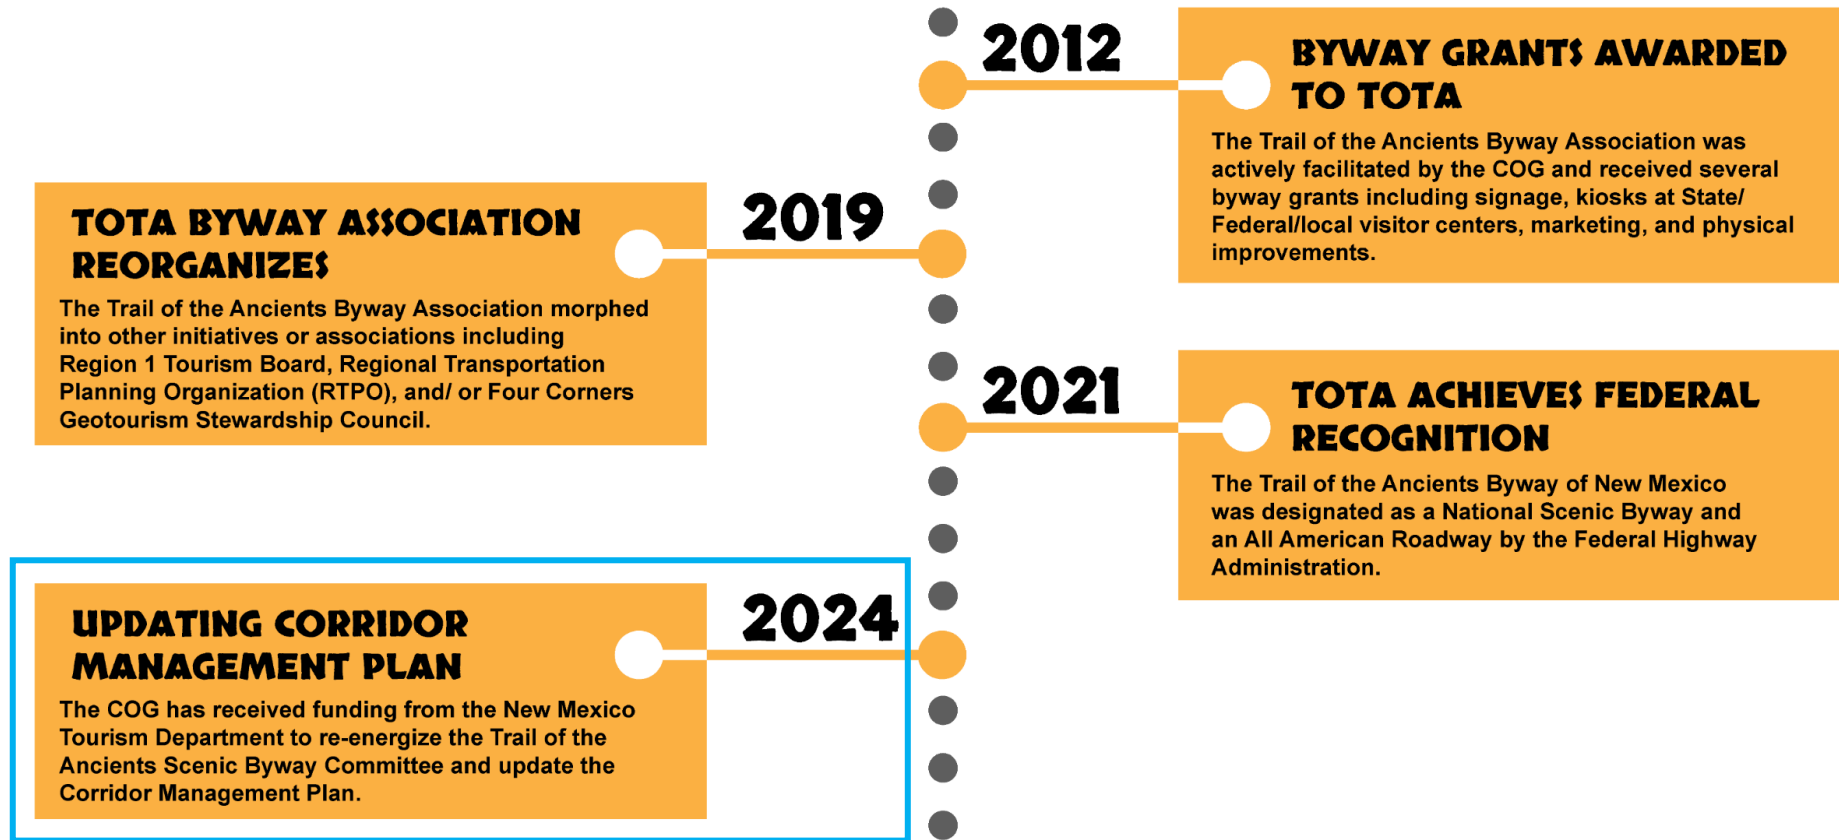 2012
BYWAY GRANTS AWARDED
TO TOTA
The Trail of the Ancients Byway Association was
actively facilitated by the COG and received several
byway grants including signage, kiosks at State/
Federal/local visitor centers, marketing, and physical
improvements.
2019
TOTA BYWAY ASSOCIATION
REORGANIZES
The Trail of the Ancients Byway Association morphed
into other initiatives or associations including
Region 1 Tourism Board, Regional Transportation
Planning Organization (RTPO), and/ or Four Corners
Geotourism Stewardship Council.
2021
TOTA ACHIEVES FEDERAL
RECOGNITION
The Trail of the Ancients Byway of New Mexico
was designated as a National Scenic Byway and
an All American Roadway by the Federal Highway
Administration.
2024
UPDATING CORRIDOR
MANAGEMENT PLAN
The COG has received funding from the New Mexico
Tourism Department to re-energize the Trail of the
Ancients Scenic Byway Committee and update the
Corridor Management Plan.